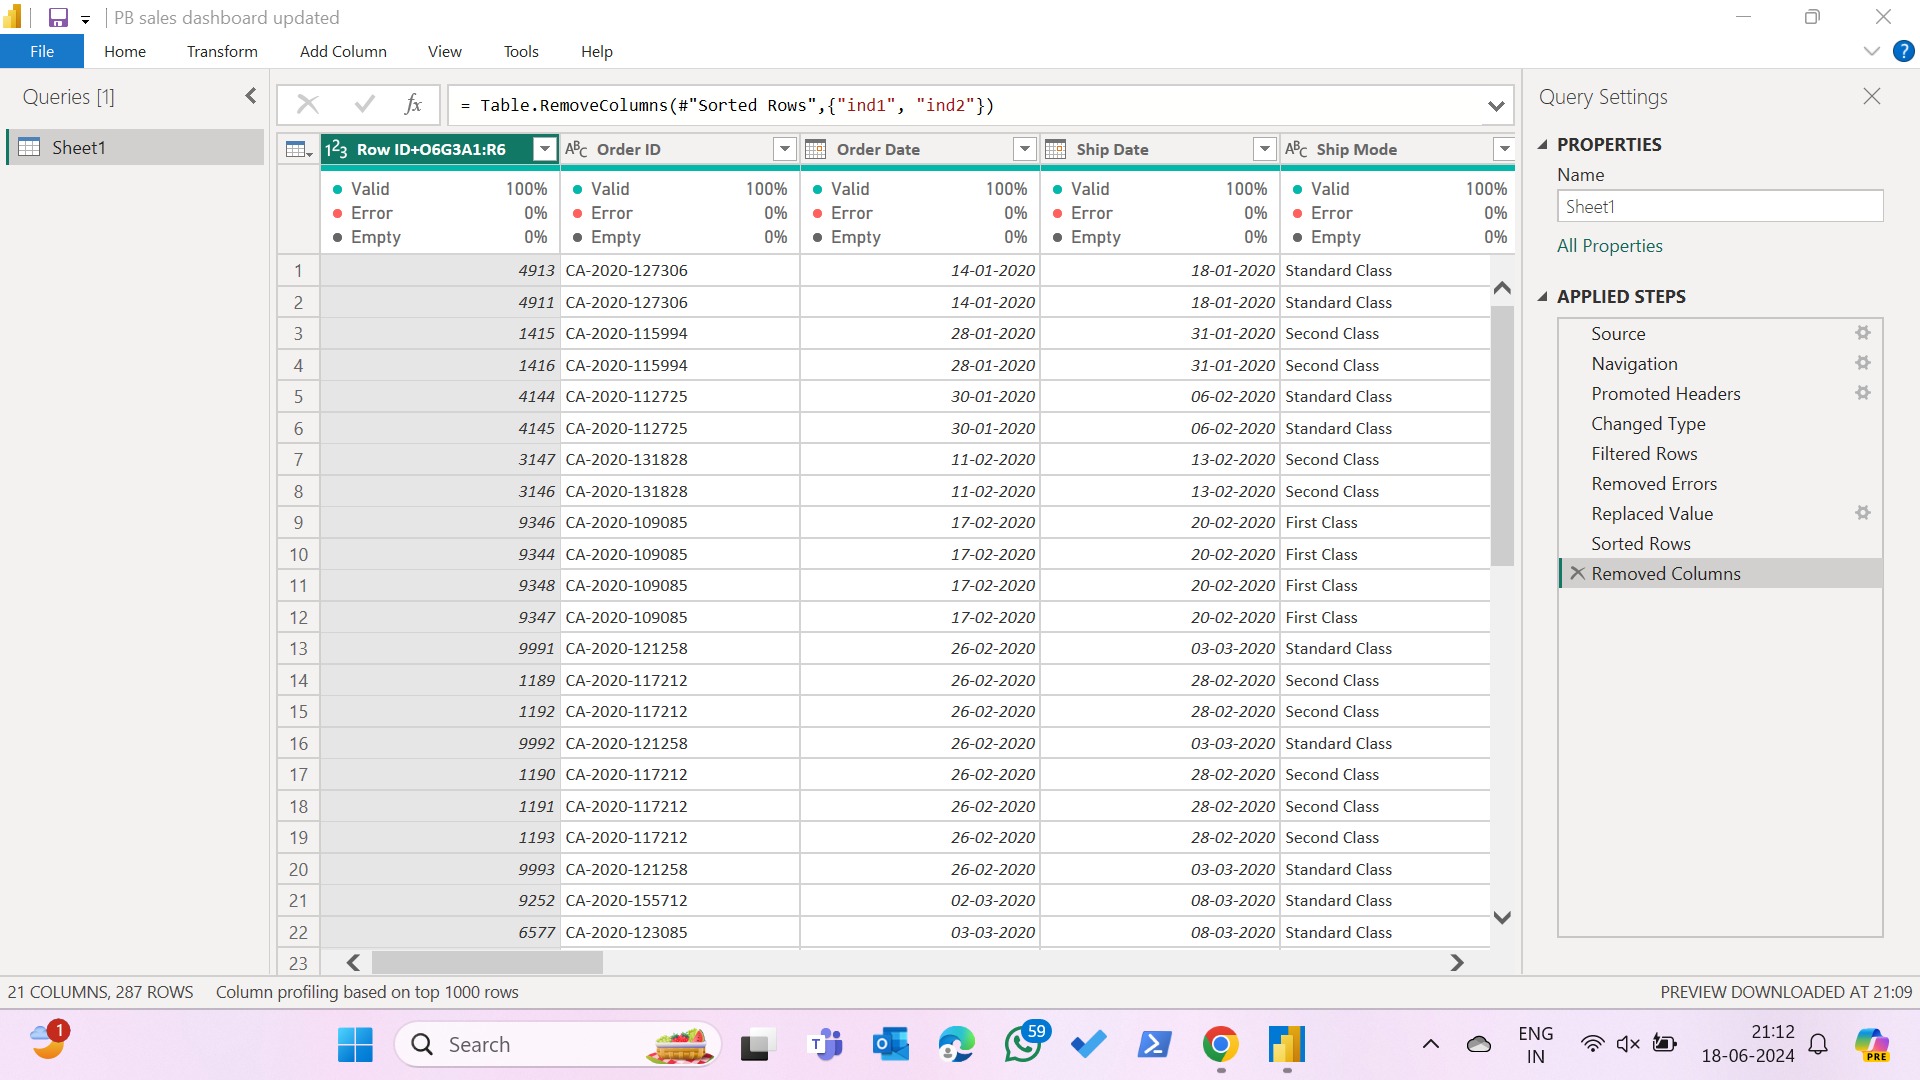 PB sales dashboard updated
File Home Transform Add Column View Tools Help ?
Queries [1]
Sheet1
fx = Table.RemoveColumns(#"Sorted Rows",{"ind1", "ind2"})
123 Row ID+O6G3A1:R6 ABC Order ID Order Date Ship Date ABC Ship Mode
Valid 100% Valid 100% Valid 100% Valid 100% Valid 100%
Error 0% Error 0% Error 0% Error 0% Error 0%
Empty 0% Empty 0% Empty 0% Empty 0% Empty 0%
1 4913 CA-2020-127306 14-01-2020 18-01-2020 Standard Class
2 4911 CA-2020-127306 14-01-2020 18-01-2020 Standard Class
3 1415 CA-2020-115994 28-01-2020 31-01-2020 Second Class
4 1416 CA-2020-115994 28-01-2020 31-01-2020 Second Class
5 4144 CA-2020-112725 30-01-2020 06-02-2020 Standard Class
6 4145 CA-2020-112725 30-01-2020 06-02-2020 Standard Class
7 3147 CA-2020-131828 11-02-2020 13-02-2020 Second Class
8 3146 CA-2020-131828 11-02-2020 13-02-2020 Second Class
9 9346 CA-2020-109085 17-02-2020 20-02-2020 First Class
10 9344 CA-2020-109085 17-02-2020 20-02-2020 First Class
11 9348 CA-2020-109085 17-02-2020 20-02-2020 First Class
12 9347 CA-2020-109085 17-02-2020 20-02-2020 First Class
13 9991 CA-2020-121258 26-02-2020 03-03-2020 Standard Class
14 1189 CA-2020-117212 26-02-2020 28-02-2020 Second Class
15 1192 CA-2020-117212 26-02-2020 28-02-2020 Second Class
16 9992 CA-2020-121258 26-02-2020 03-03-2020 Standard Class
17 1190 CA-2020-117212 26-02-2020 28-02-2020 Second Class
18 1191 CA-2020-117212 26-02-2020 28-02-2020 Second Class
19 1193 CA-2020-117212 26-02-2020 28-02-2020 Second Class
20 9993 CA-2020-121258 26-02-2020 03-03-2020 Standard Class
21 9252 CA-2020-155712 02-03-2020 08-03-2020 Standard Class
22 6577 CA-2020-123085 03-03-2020 08-03-2020 Standard Class
23
Query Settings
PROPERTIES
Name
Sheet1
All Properties
APPLIED STEPS
Source
Navigation
Promoted Headers
Changed Type
Filtered Rows
Removed Errors
Replaced Value
Sorted Rows
Removed Columns
21 COLUMNS, 287 ROWS Column profiling based on top 1000 rows PREVIEW DOWNLOADED AT 21:09
1 Search 59 ENG 21:12
IN 18-06-2024 PRE